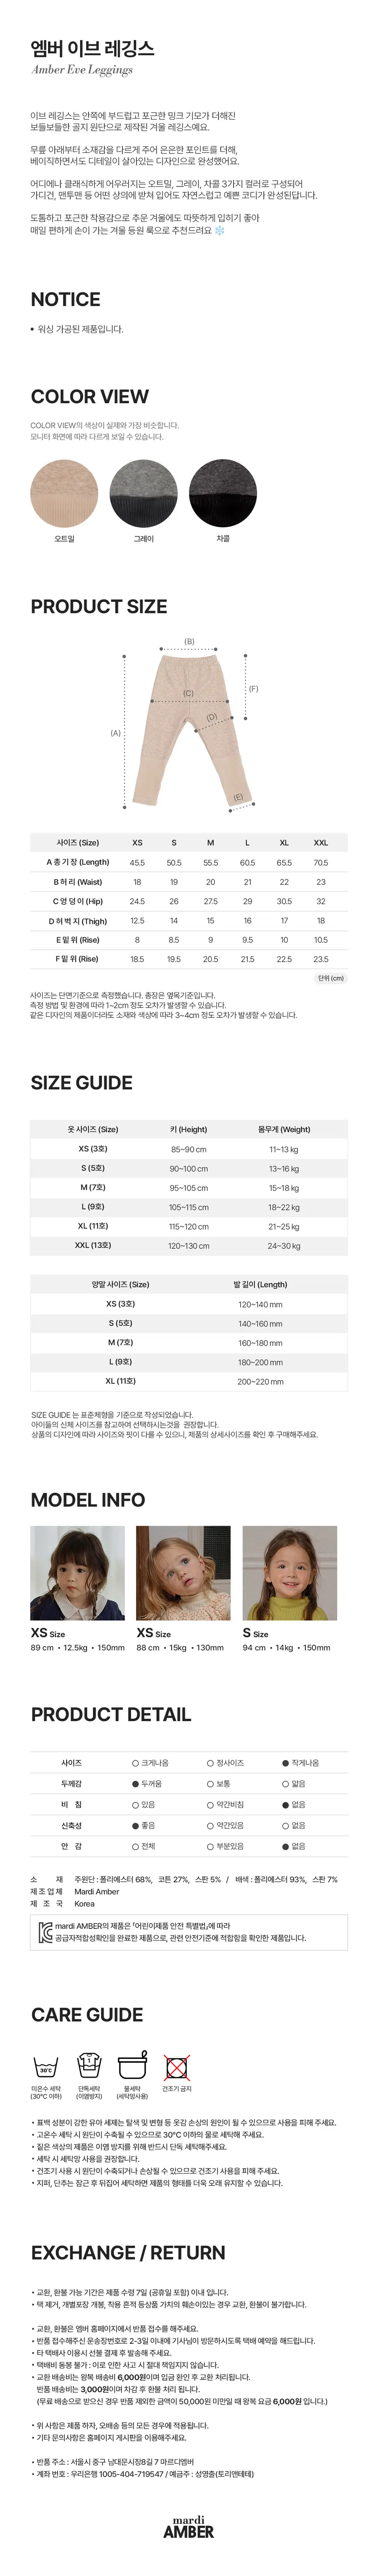 엠버 이브 레깅스
Amber Eve Leggings
이브 레깅스는 안쪽에 부드럽고 포근한 밍크 기모가 더해진
보들보들한 골지 원단으로 제작된 겨울 레깅스예요.
무릎 아래부터 소재감을 다르게 주어 은은한 포인트를 더해,
베이직하면서도 디테일이 살아있는 디자인으로 완성했어요.
어디에나 클래식하게 어우러지는 오트밀, 그레이, 차콜 3가지 컬러로 구성되어
가디건, 맨투맨 등 어떤 상의에 받쳐 입어도 자연스럽고 예쁜 코디가 완성된답니다.
도톰하고 포근한 착용감으로 추운 겨울에도 따뜻하게 입히기 좋아
매일 편하게 손이 가는 겨울 등원 룩으로 추천드려요 ❄️
NOTICE
• 워싱 가공된 제품입니다.
COLOR VIEW
COLOR VIEW의 색상이 실제와 가장 비슷합니다.
모니터 화면에 따라 다르게 보일 수 있습니다.
오트밀 그레이 차콜
PRODUCT SIZE
(B)
(F)
(C)
(D)
(A)
(E)
사이즈 (Size) XS S M L XL XXL
A 총 기 장 (Length) 45.5 50.5 55.5 60.5 65.5 70.5
B 허 리 (Waist) 18 19 20 21 22 23
C 엉 덩 이 (Hip) 24.5 26 27.5 29 30.5 32
D 허 벅 지 (Thigh) 12.5 14 15 16 17 18
E 밑 위 (Rise) 8 8.5 9 9.5 10 10.5
F 밑 위 (Rise) 18.5 19.5 20.5 21.5 22.5 23.5
단위 (cm)
사이즈는 단면기준으로 측정했습니다. 총장은 옆목기준입니다.
측정 방법 및 환경에 따라 1~2cm 정도 오차가 발생할 수 있습니다.
같은 디자인의 제품이더라도 소재와 색상에 따라 3~4cm 정도 오차가 발생할 수 있습니다.
SIZE GUIDE
옷 사이즈 (Size) 키 (Height) 몸무게 (Weight)
XS (3호) 85~90 cm 11~13 kg
S (5호) 90~100 cm 13~16 kg
M (7호) 95~105 cm 15~18 kg
L (9호) 105~115 cm 18~22 kg
XL (11호) 115~120 cm 21~25 kg
XXL (13호) 120~130 cm 24~30 kg
양말 사이즈 (Size) 발 길이 (Length)
XS (3호) 120~140 mm
S (5호) 140~160 mm
M (7호) 160~180 mm
L (9호) 180~200 mm
XL (11호) 200~220 mm
SIZE GUIDE 는 표준체형을 기준으로 작성되었습니다.
아이들의 신체 사이즈를 참고하여 선택하시는것을 권장합니다.
상품의 디자인에 따라 사이즈와 핏이 다를 수 있으니, 제품의 상세사이즈를 확인 후 구매해주세요.
MODEL INFO
XS Size XS Size S Size
89 cm • 12.5kg • 150mm 88 cm • 15kg • 130mm 94 cm • 14kg • 150mm
PRODUCT DETAIL
사이즈 ○ 크게나옴 ○ 정사이즈 ● 작게나옴
두께감 ● 두꺼움 ○ 보통 ○ 얇음
비 침 ○ 있음 ○ 약간비침 ● 없음
신축성 ● 좋음 ○ 약간있음 ○ 없음
안 감 ○ 전체 ○ 부분있음 ● 없음
소 재 주원단 : 폴리에스터 68%, 코튼 27%, 스판 5% / 배색 : 폴리에스터 93%, 스판 7%
제조업체 Mardi Amber
제 조 국 Korea
mardi AMBER의 제품은 「어린이제품 안전 특별법」에 따라
공급자적합성확인을 완료한 제품으로, 관련 안전기준에 적합함을 확인한 제품입니다.
CARE GUIDE
30°C 1
미온수 세탁 단독세탁 물세탁 건조기 금지
(30°C 이하) (이염방지) (세탁망사용)
• 표백 성분이 강한 유아 세제는 탈색 및 변형 등 옷감 손상의 원인이 될 수 있으므로 사용을 피해 주세요.
• 고온수 세탁 시 원단이 수축될 수 있으므로 30°C 이하의 물로 세탁해 주세요.
• 짙은 색상의 제품은 이염 방지를 위해 반드시 단독 세탁해주세요.
• 세탁 시 세탁망 사용을 권장합니다.
• 건조기 사용 시 원단이 수축되거나 손상될 수 있으므로 건조기 사용을 피해 주세요.
• 지퍼, 단추는 잠근 후 뒤집어 세탁하면 제품의 형태를 더욱 오래 유지할 수 있습니다.
EXCHANGE / RETURN
• 교환, 환불 가능 기간은 제품 수령 7일 (공휴일 포함) 이내 입니다.
• 택 제거, 개별포장 개봉, 착용 흔적 등상품 가치의 훼손이있는 경우 교환, 환불이 불가합니다.
• 교환, 환불은 엠버 홈페이지에서 반품 접수를 해주세요.
• 반품 접수해주신 운송장번호로 2-3일 이내에 기사님이 방문하시도록 택배 예약을 해드립니다.
• 타 택배사 이용시 선불 결제 후 발송해 주세요.
• 택배비 동봉 불가 : 이로 인한 사고 시 절대 책임지지 않습니다.
• 교환 배송비는 왕복 배송비 6,000원이며 입금 환인 후 교환 처리됩니다.
반품 배송비는 3,000원이며 차감 후 환불 처리 됩니다.
(무료 배송으로 받으신 경우 반품 제외한 금액이 50,000원 미만일 때 왕복 요금 6,000원 입니다.)
• 위 사항은 제품 하자, 오배송 등의 모든 경우에 적용됩니다.
• 기타 문의사항은 홈페이지 게시판을 이용해주세요.
• 반품 주소 : 서울시 중구 남대문시장8길 7 마르디엠버
• 계좌 번호 : 우리은행 1005-404-719547 / 예금주 : 성영출(토리앤테테)
mardi
AMBER